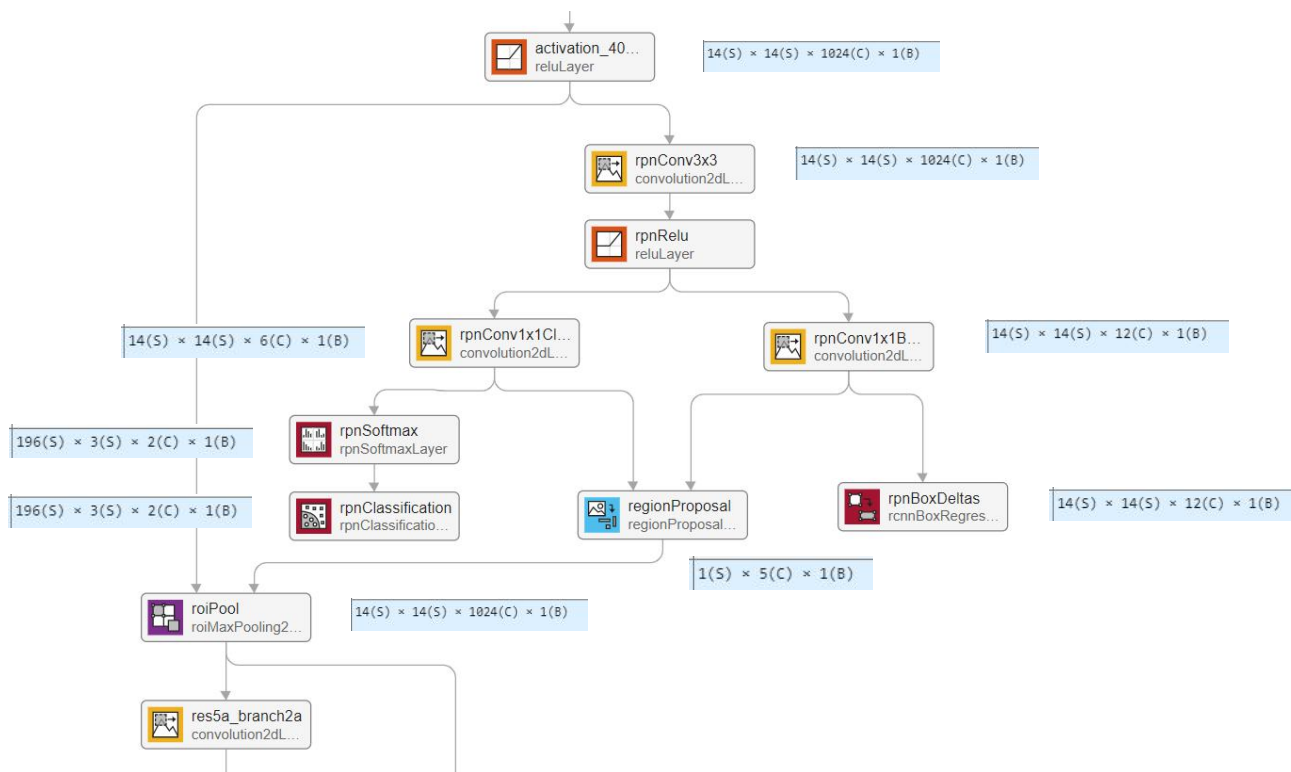 activation_40...
reluLayer
14(S) × 14(S) × 1024(C) × 1(B)
rpnConv3x3
convolution2dL...
14(S) × 14(S) × 1024(C) × 1(B)
rpnRelu
reluLayer
14(S) × 14(S) × 6(C) × 1(B)
rpnConv1x1Cl...
convolution2dL...
rpnConv1x1B...
convolution2dL...
14(S) × 14(S) × 12(C) × 1(B)
196(S) × 3(S) × 2(C) × 1(B)
rpnSoftmax
rpnSoftmaxLayer
196(S) × 3(S) × 2(C) × 1(B)
rpnClassification
rpnClassificatio...
regionProposal
regionProposal...
rpnBoxDeltas
rcnnBoxRegres...
14(S) × 14(S) × 12(C) × 1(B)
1(S) × 5(C) × 1(B)
roiPool
roiMaxPooling2...
14(S) × 14(S) × 1024(C) × 1(B)
res5a_branch2a
convolution2dL...